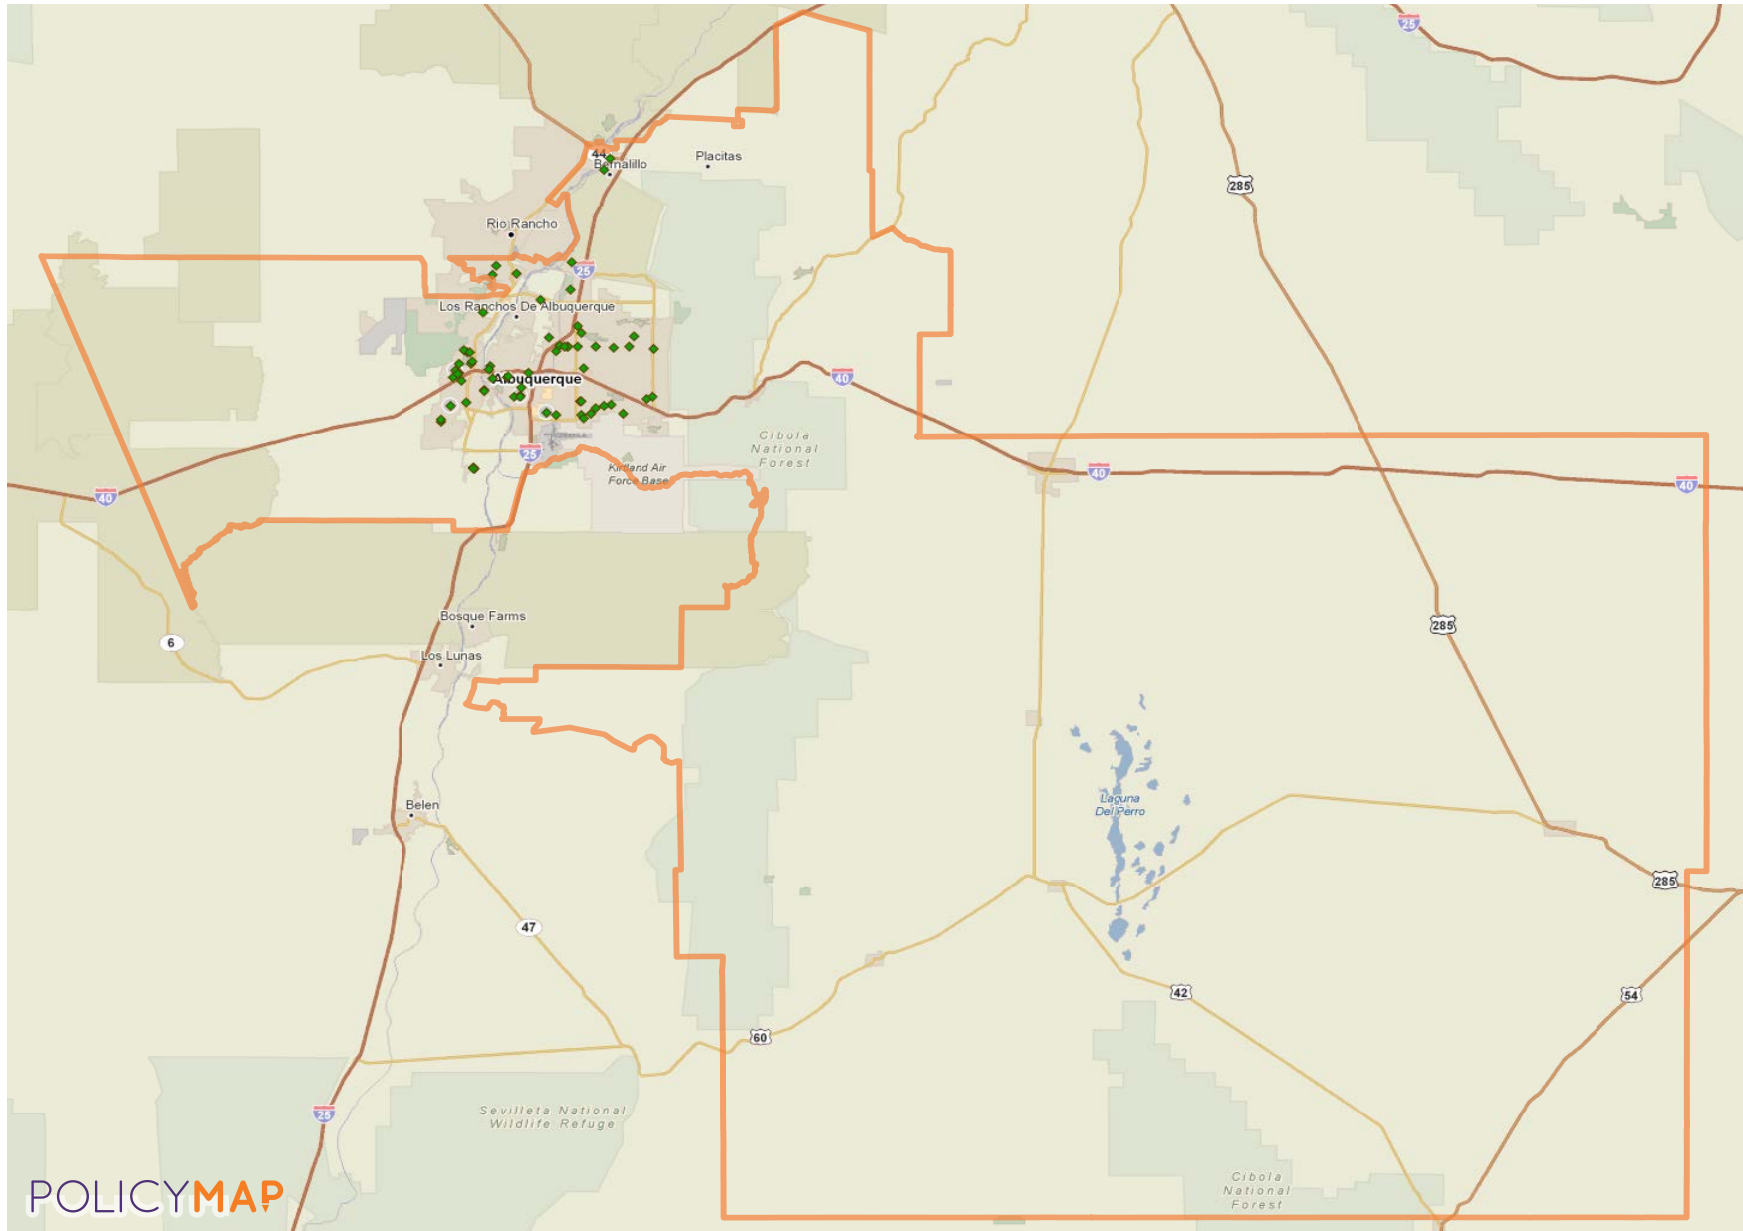 25
285
Placitas
44
Bernalillo
Rio Rancho
25
Los Ranchos De Albuquerque
40
Albuquerque
Cibola
National
Forest
25
Kirtland Air
Force Base
40
40
40
Bosque Farms
285
6
Los Lunas
Laguna
Del Perro
Belen
285
47
42
54
60
25
Sevilleta National
Wildlife Refuge
Cibola
National
Forest
POLICYMAP